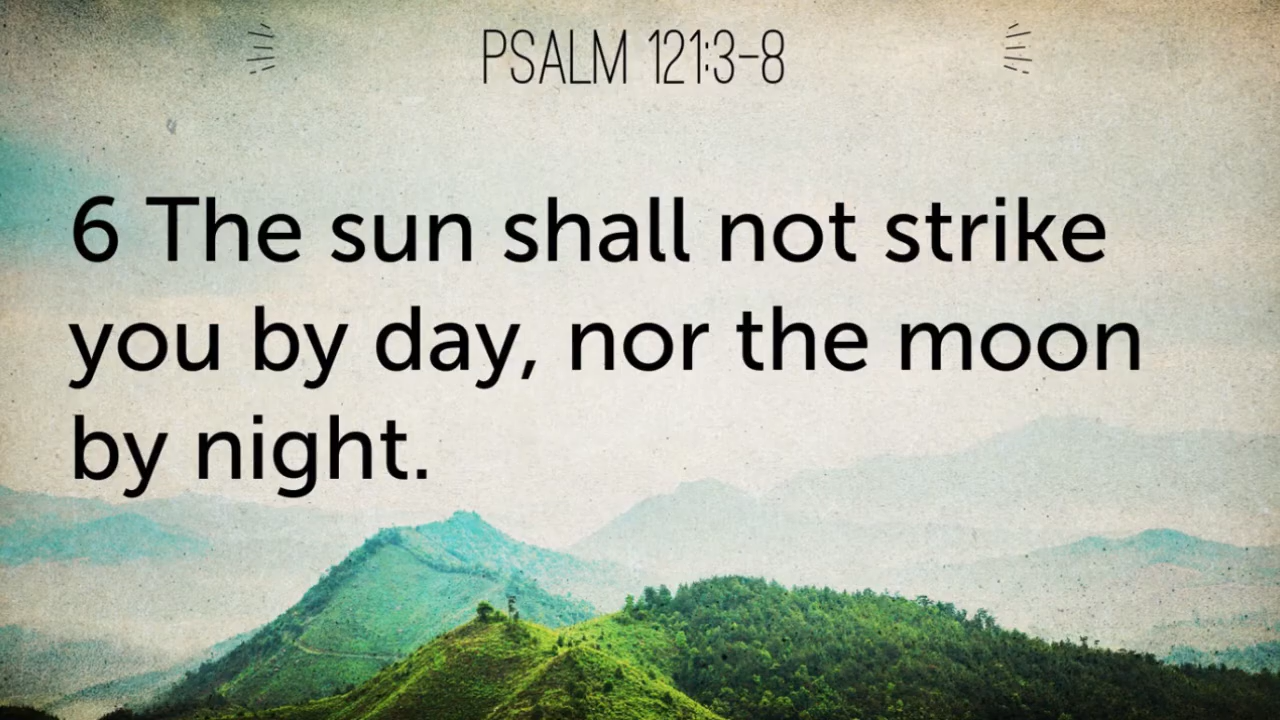 PSALM 121:3-8
6 The sun shall not strike
you by day, nor the moon
by night.